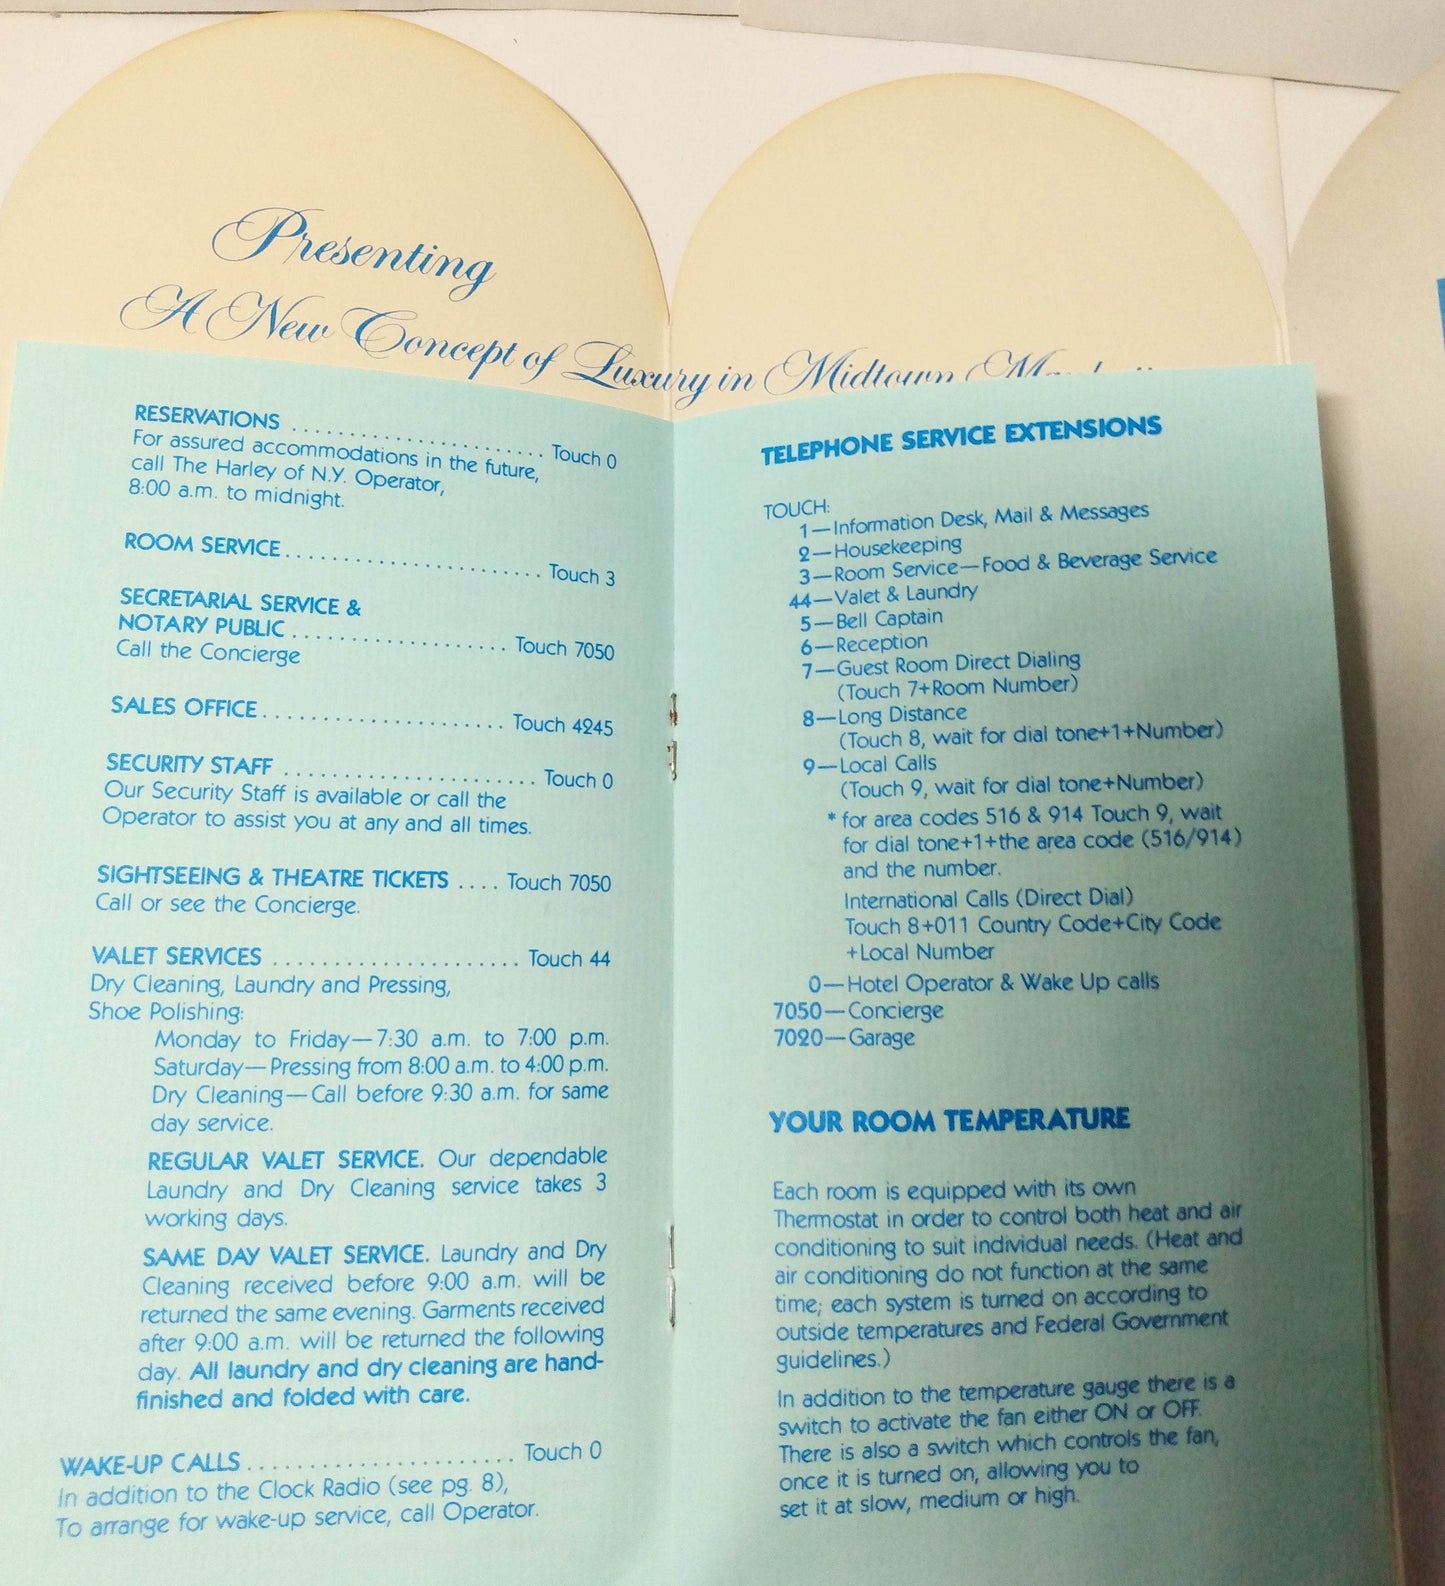 Presenting
A New Concept of Luxury in Midtown
RESERVATIONS ...................... Touch 0
For assured accommodations in the future,
call The Harley of N.Y. Operator,
8:00 a.m. to midnight.
ROOM SERVICE ...................... Touch 3
SECRETARIAL SERVICE &
NOTARY PUBLIC ................... Touch 7050
Call the Concierge
SALES OFFICE ..................... Touch 4245
SECURITY STAFF ...................... Touch 0
Our Security Staff is available or call the
Operator to assist you at any and all times.
SIGHTSEEING & THEATRE TICKETS .... Touch 7050
Call or see the Concierge.
VALET SERVICES ..................... Touch 44
Dry Cleaning, Laundry and Pressing,
Shoe Polishing:
Monday to Friday—7:30 a.m. to 7:00 p.m.
Saturday—Pressing from 8:00 a.m. to 4:00 p.m.
Dry Cleaning—Call before 9:30 a.m. for same
day service.
REGULAR VALET SERVICE. Our dependable
Laundry and Dry Cleaning service takes 3
working days.
SAME DAY VALET SERVICE. Laundry and Dry
Cleaning received before 9:00 a.m. will be
returned the same evening. Garments received
after 9:00 a.m. will be returned the following
day. All laundry and dry cleaning are hand-
finished and folded with care.
WAKE-UP CALLS ....................... Touch 0
In addition to the Clock Radio (see pg. 8),
To arrange for wake-up service, call Operator.
TELEPHONE SERVICE EXTENSIONS
TOUCH:
1—Information Desk, Mail & Messages
2—Housekeeping
3—Room Service—Food & Beverage Service
44—Valet & Laundry
5—Bell Captain
6—Reception
7—Guest Room Direct Dialing
(Touch 7+Room Number)
8—Long Distance
(Touch 8, wait for dial tone+1+Number)
9—Local Calls
(Touch 9, wait for dial tone+Number)
* for area codes 516 & 914 Touch 9, wait
for dial tone+1+the area code (516/914)
and the number.
International Calls (Direct Dial)
Touch 8+011 Country Code+City Code
+Local Number
0—Hotel Operator & Wake Up calls
7050—Concierge
7020—Garage
YOUR ROOM TEMPERATURE
Each room is equipped with its own
Thermostat in order to control both heat and air
conditioning to suit individual needs. (Heat and
air conditioning do not function at the same
time; each system is turned on according to
outside temperatures and Federal Government
guidelines.)
In addition to the temperature gauge there is a
switch to activate the fan either ON or OFF.
There is also a switch which controls the fan,
once it is turned on, allowing you to
set it at slow, medium or high.